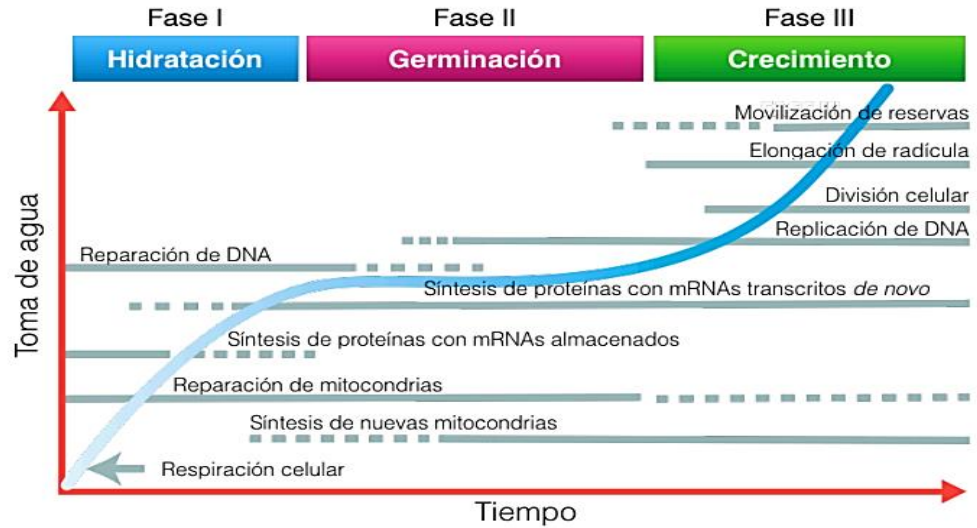 Fase I
Fase II
Fase III
Hidratación
Germinación
Crecimiento
Toma de agua
Movilización de reservas
Elongación de radícula
División celular
Replicación de DNA
Reparación de DNA
Síntesis de proteínas con mRNAs transcritos de novo
Síntesis de proteínas con mRNAs almacenados
Reparación de mitocondrias
Síntesis de nuevas mitocondrias
Respiración celular
Tiempo